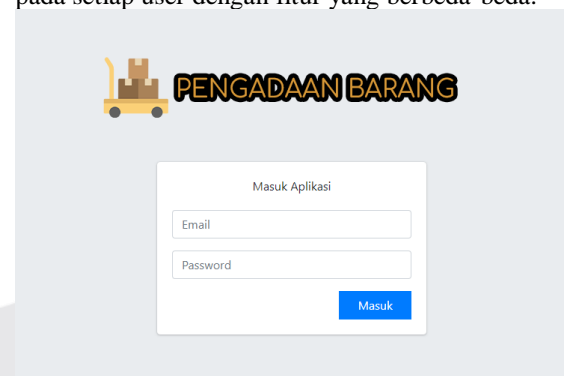 pada setiap user dengan fitur yang berbeda-beda.
PENGADAAN BARANG
Masuk Aplikasi
Email
Password
Masuk